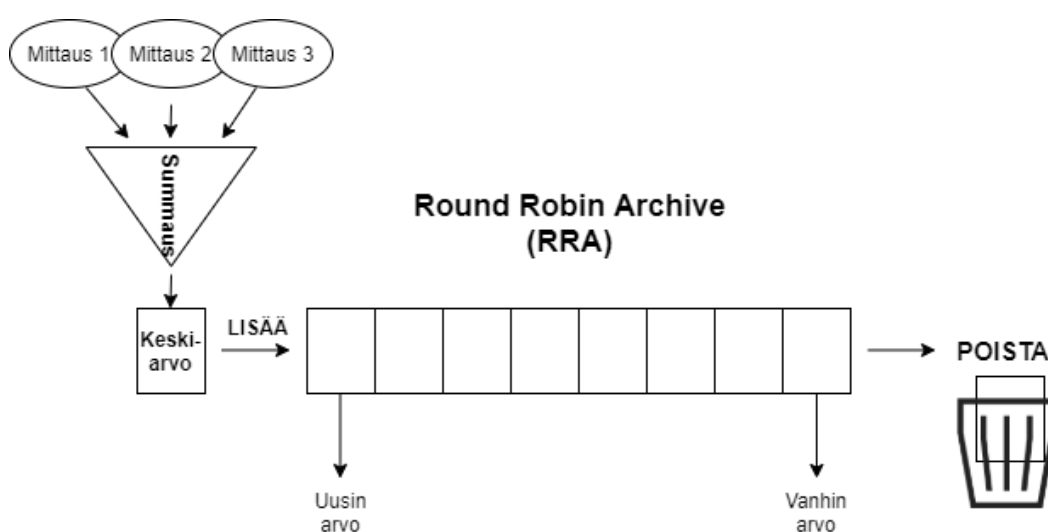 Mittaus 1
Mittaus 2
Mittaus 3
Summaus
Round Robin Archive
(RRA)
Keski-
arvo
LISÄÄ
POISTA
Uusin
arvo
Vanhin
arvo